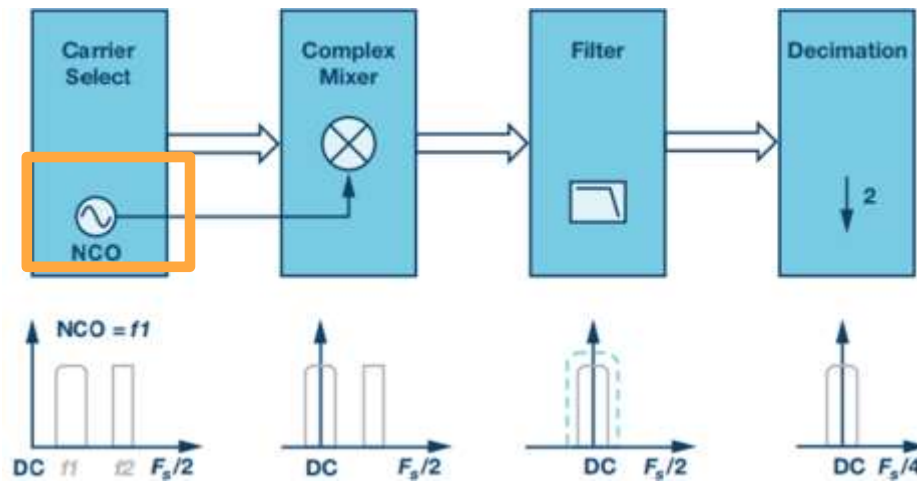 Carrier
Select
Complex
Mixer
Filter
Decimation
NCO
2
NCO = f1
DC f1 f2 Fs/2
DC Fs/2
DC Fs/2
DC Fs/4